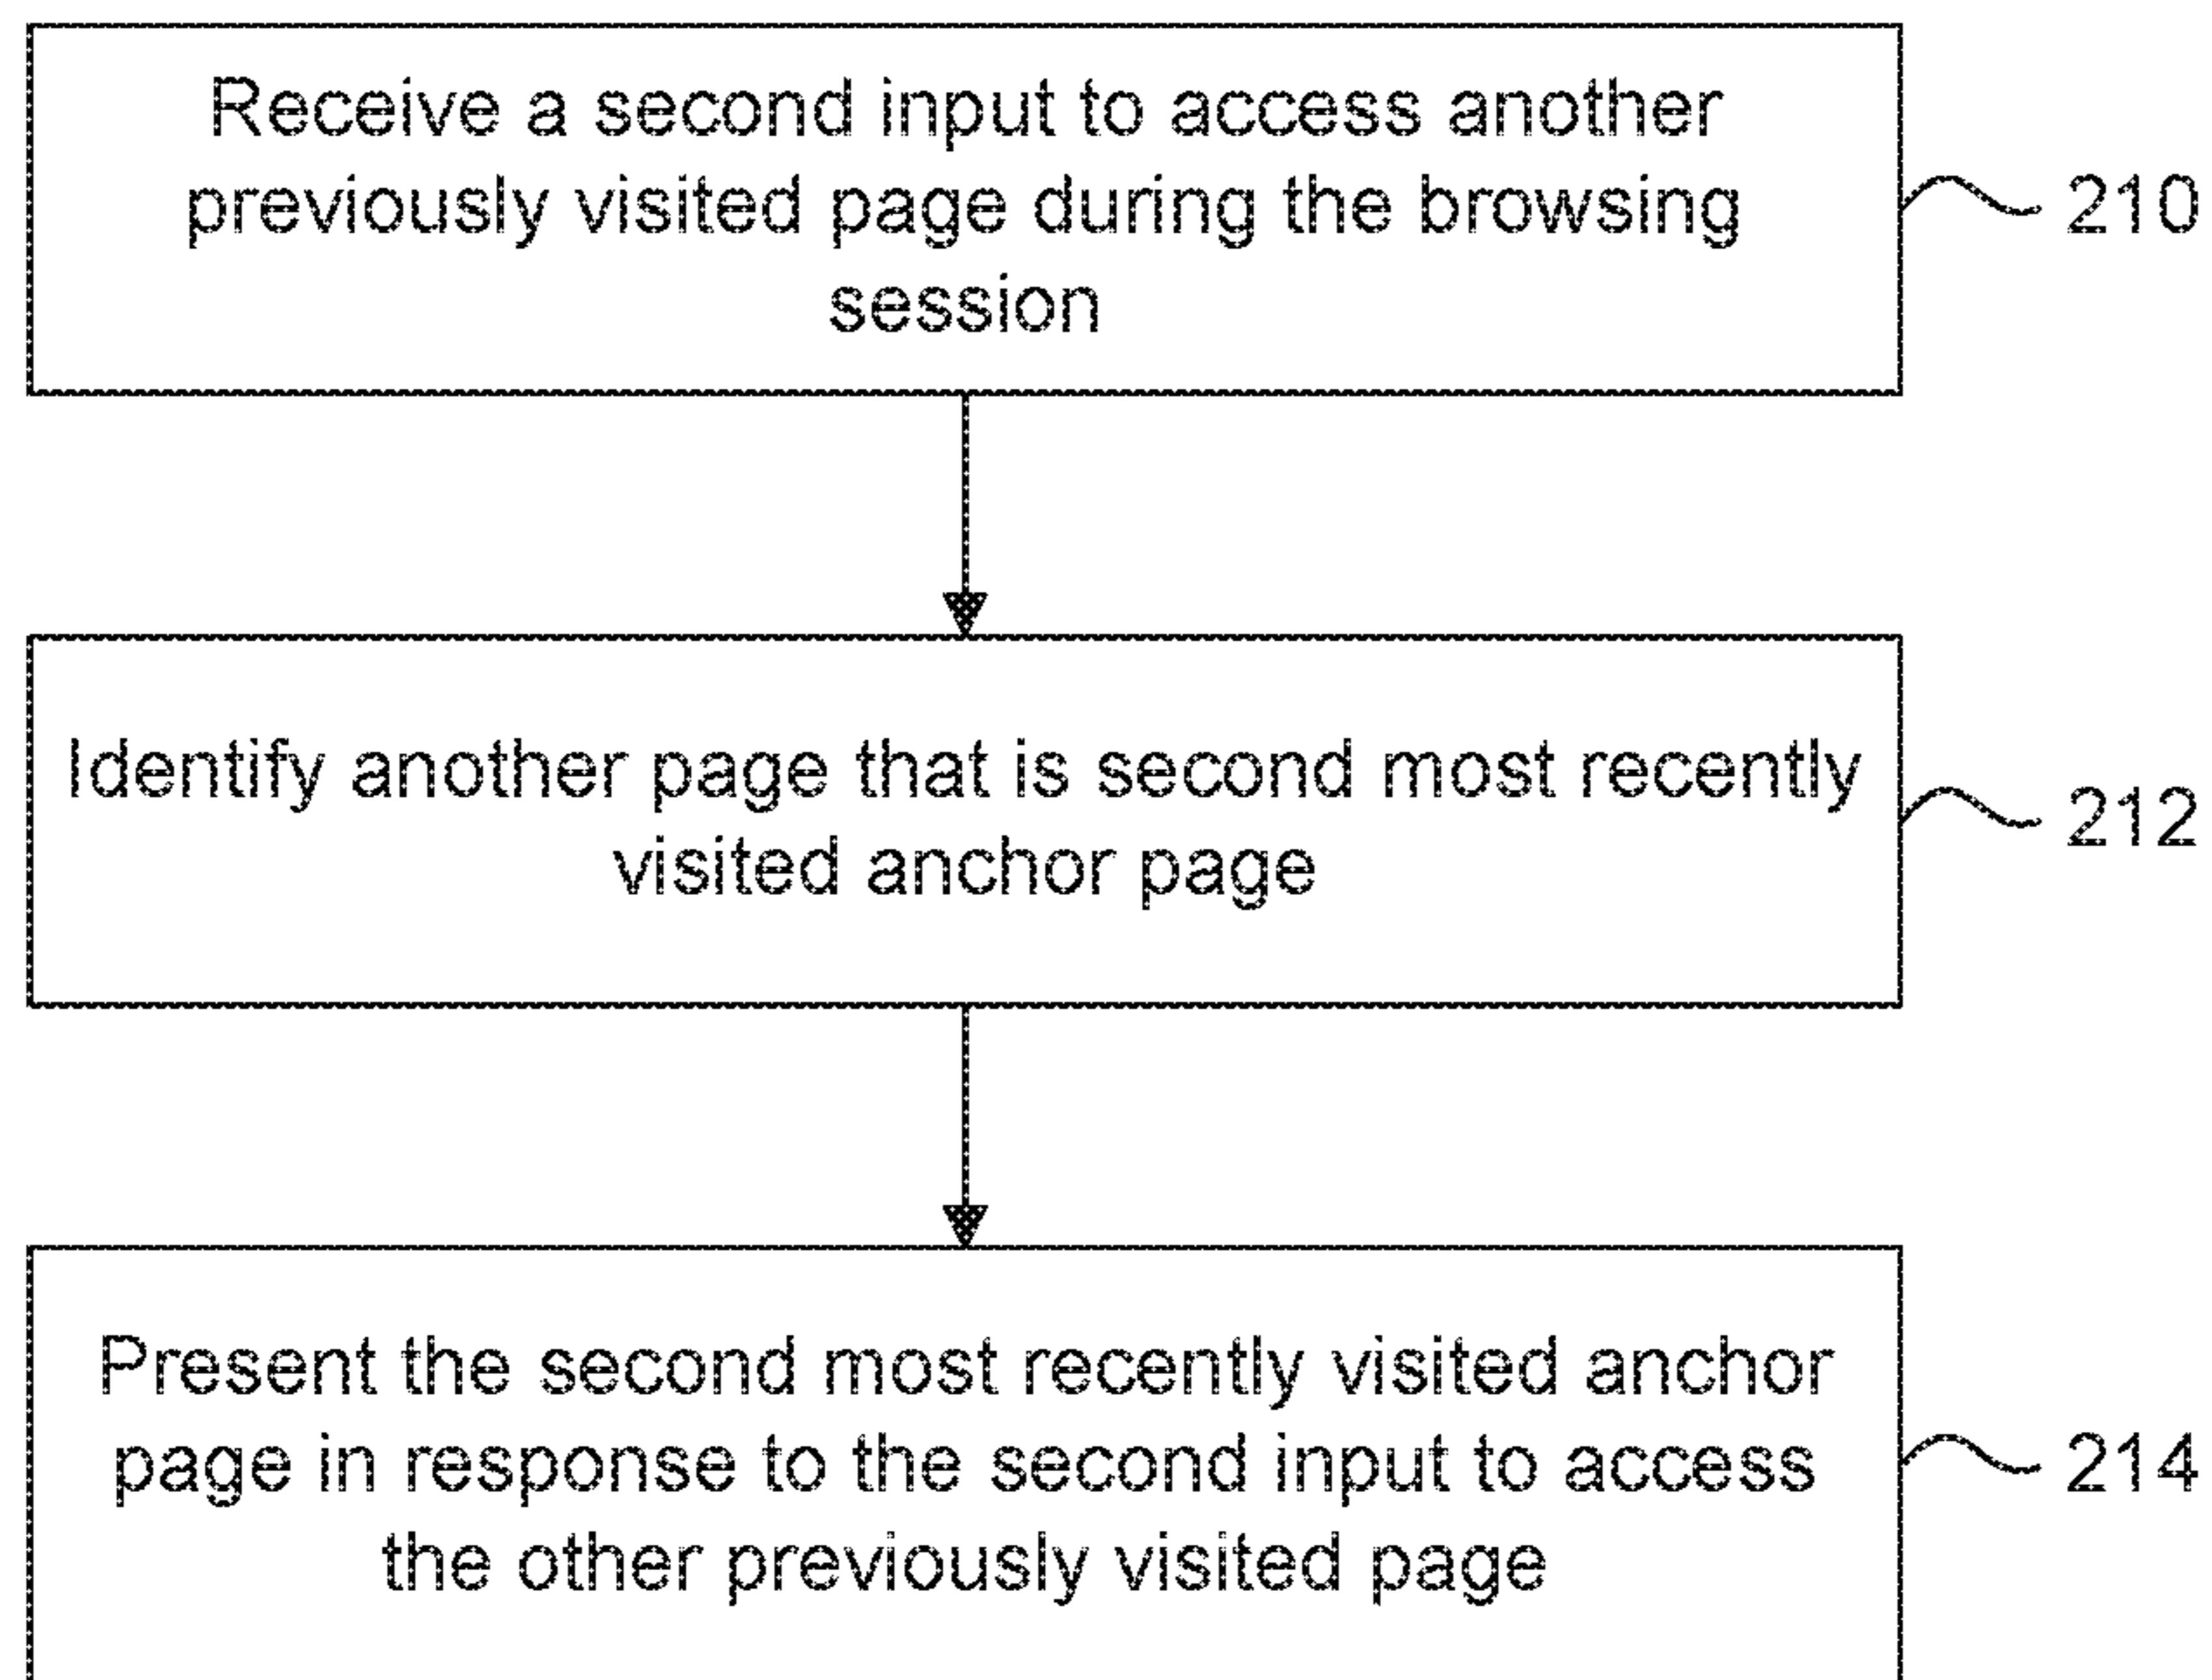 Receive a second input to access another
previously visited page during the browsing
session
210
Identify another page that is second most recently
visited anchor page
212
Present the second most recently visited anchor
page in response to the second input to access
the other previously visited page
214